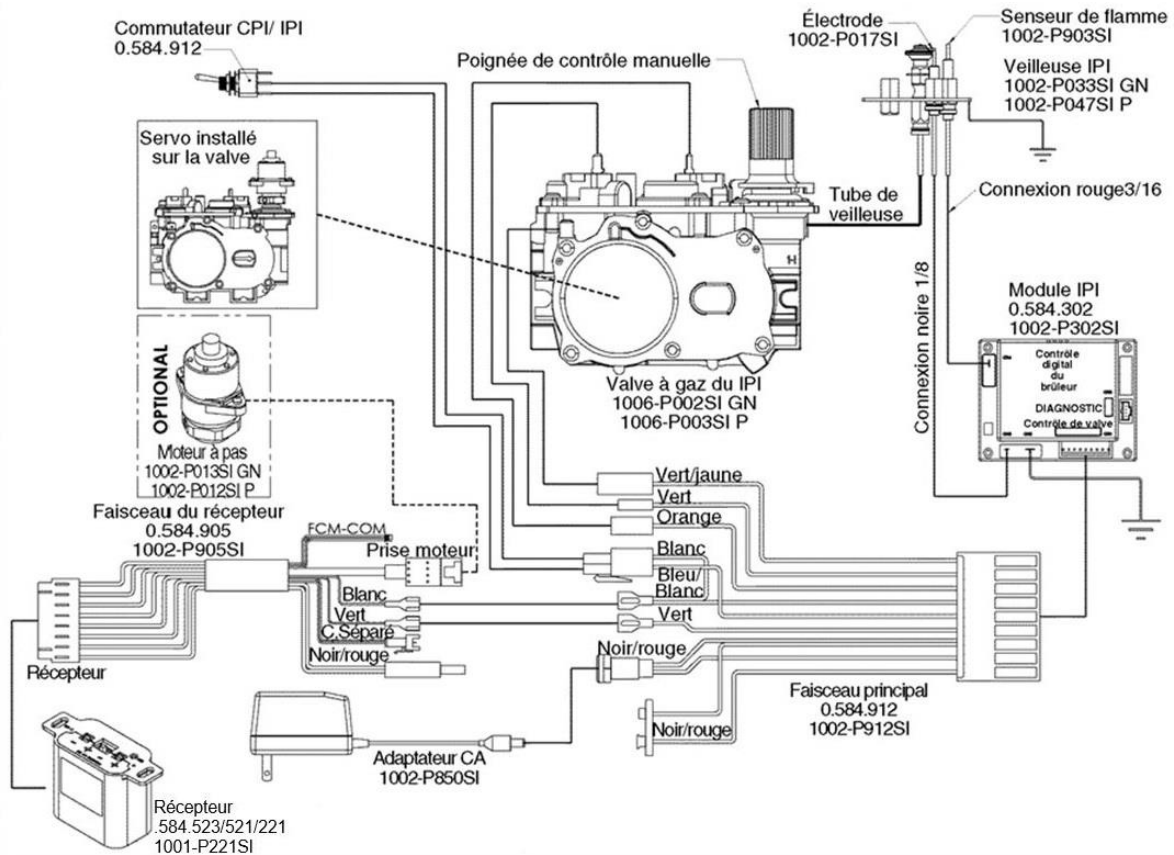 Commutateur CPI/ IPI
0.584.912
Poignée de contrôle manuelle
Électrode
1002-P017SI
Senseur de flamme
1002-P903SI
Veilleuse IPI
1002-P033SI GN
1002-P047SI P
Servo installé
sur la valve
Tube de
veilleuse
Connexion rouge3/16
Connexion noire 1/8
Module IPI
0.584.302
1002-P302SI
Contrôle
digital
du
brûleur
DIAGNOSTIC
Contrôle de valve
Valve à gaz du IPI
1006-P002SI GN
1006-P003SI P
OPTIONAL
Moteur à pas
1002-P013SI GN
1002-P012SI P
Faisceau du récepteur
0.584.905
1002-P905SI
FCM-COM
Prise moteur
Vert/jaune
Vert
Orange
Blanc
Bleu/
Blanc
Vert
Blanc
Vert
C.Séparé
Noir/rouge
Noir/rouge
Noir/rouge
Récepteur
Faisceau principal
0.584.912
1002-P912SI
Adaptateur CA
1002-P850SI
Récepteur
.584.523/521/221
1001-P221SI